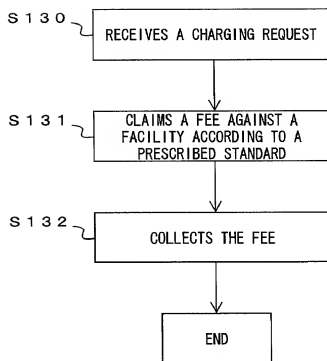 S130
RECEIVES A CHARGING REQUEST
S131
CLAIMS A FEE AGAINST A
FACILITY ACCORDING TO A
PRESCRIBED STANDARD
S132
COLLECTS THE FEE
END